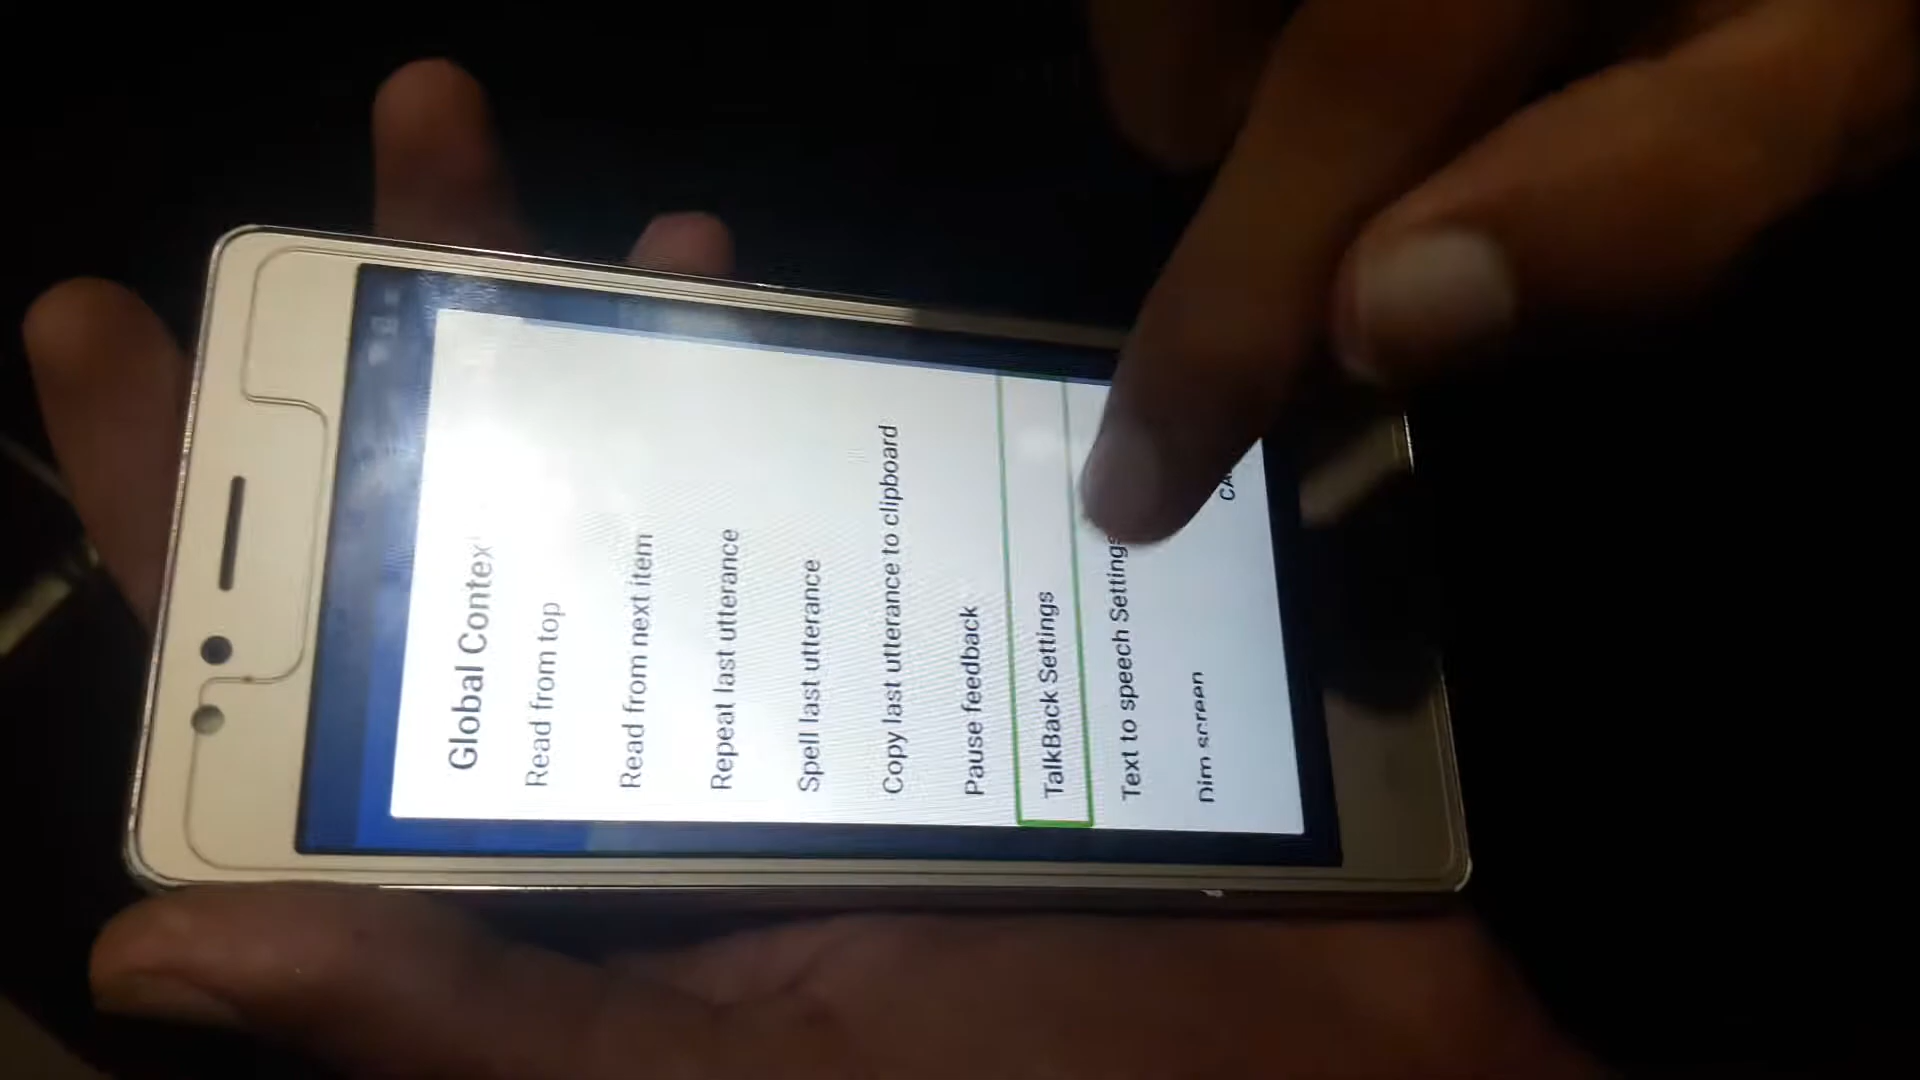 Global Contex
Read from top
Read from next item
Repeat last utterance
Spell last utterance
Copy last utterance to clipboard
Pause feedback
TalkBack Settings
Text to speech Settings
Dim screen
CA